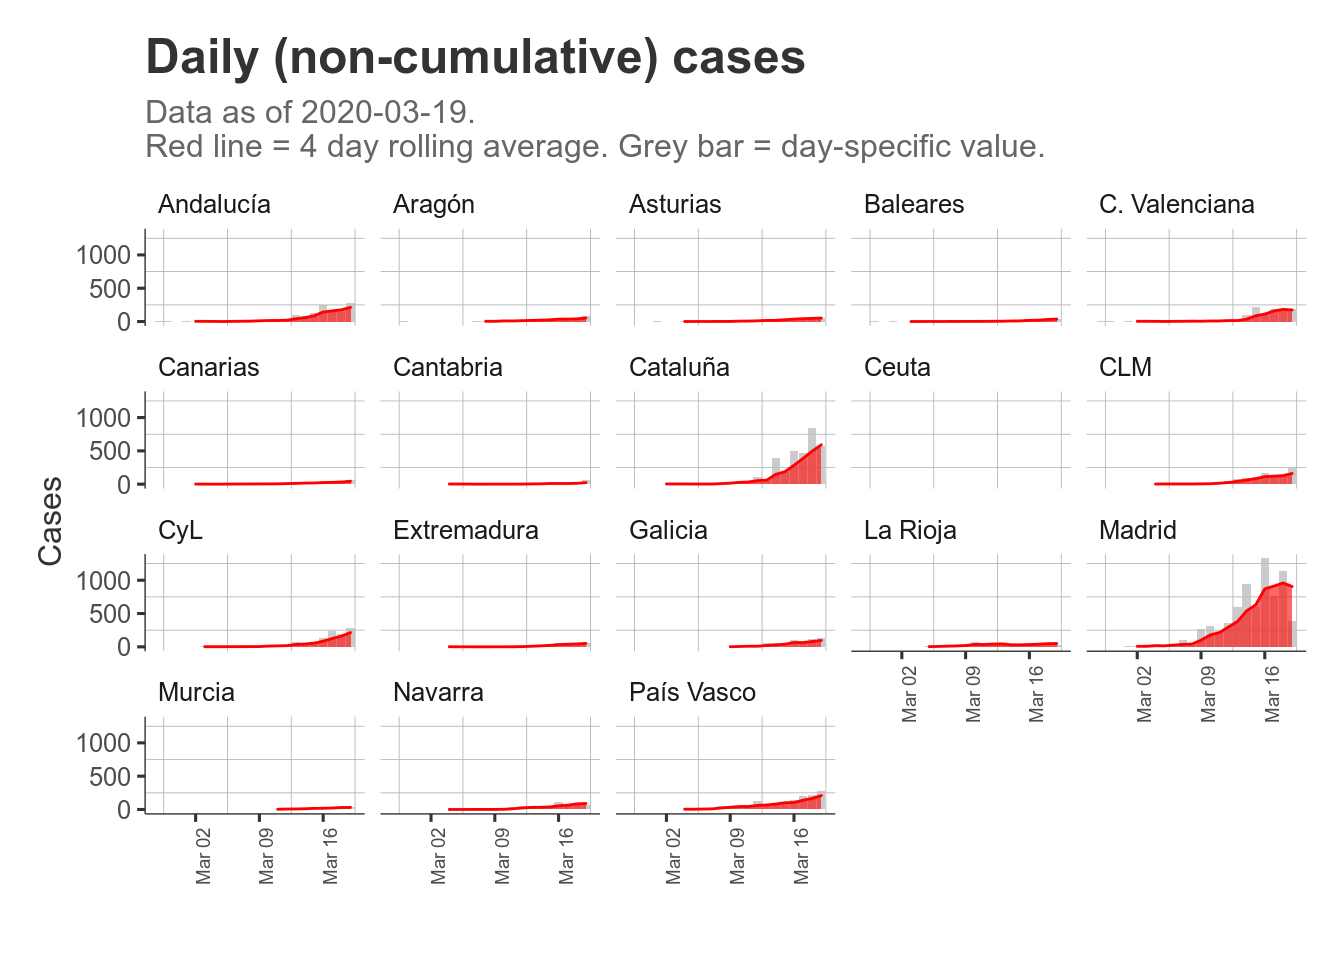 Daily (non-cumulative) cases
Data as of 2020-03-19.
Red line = 4 day rolling average. Grey bar = day-specific value.
Andalucía Aragón Asturias Baleares C. Valenciana
1000
500
0
Canarias Cantabria Cataluña Ceuta CLM
1000
500
0
Cases
CyL Extremadura Galicia La Rioja Madrid
1000
500
0
Mar 02 Mar 09 Mar 16 Mar 02 Mar 09 Mar 16
Murcia Navarra País Vasco
1000
500
0
Mar 02 Mar 09 Mar 16 Mar 02 Mar 09 Mar 16 Mar 02 Mar 09 Mar 16